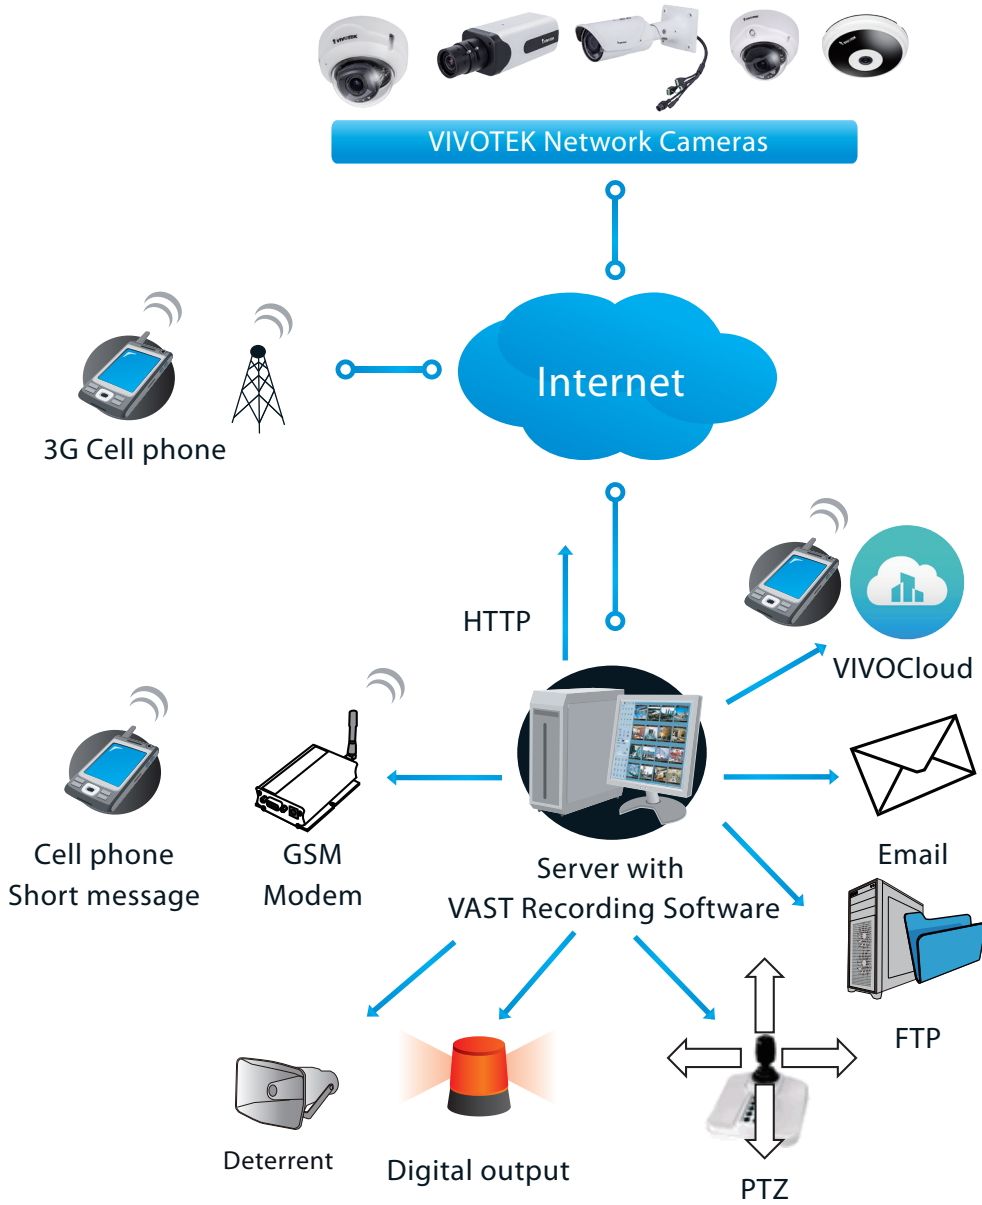 VIVOTEK
VIVOTEK Network Cameras
Internet
3G Cell phone
HTTP
VIVOCloud
Cell phone
Short message
GSM
Modem
Server with
VAST Recording Software
Email
FTP
Deterrent
Digital output
PTZ